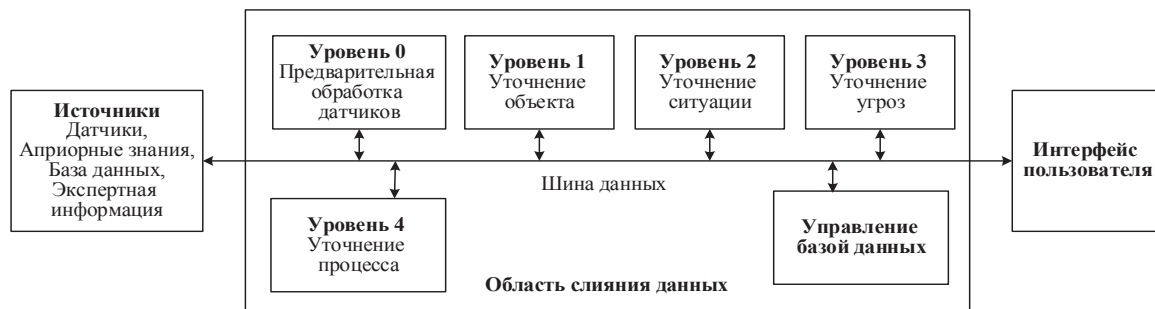 Источники
Датчики,
Априорные знания,
База данных,
Экспертная
информация
Уровень 0
Предварительная
обработка
датчиков
Уровень 1
Уточнение
объекта
Уровень 2
Уточнение
ситуации
Уровень 3
Уточнение
угроз
Шина данных
Уровень 4
Уточнение
процесса
Управление
базой данных
Область слияния данных
Интерфейс
пользователя